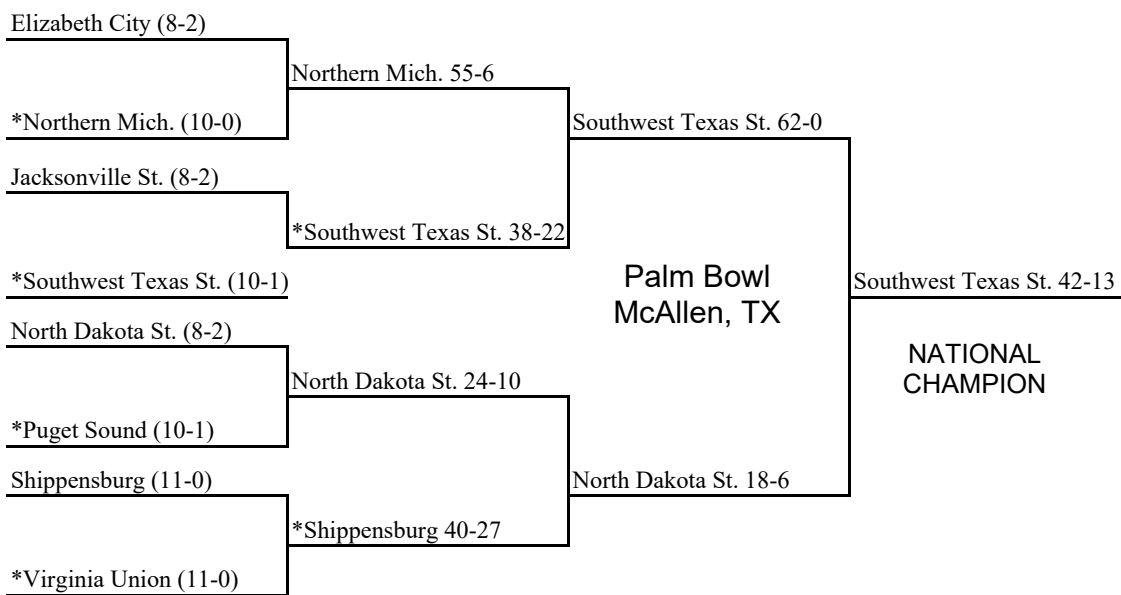 Elizabeth City (8-2)
Northern Mich. 55-6
*Northern Mich. (10-0)
Southwest Texas St. 62-0
Jacksonville St. (8-2)
*Southwest Texas St. 38-22
*Southwest Texas St. (10-1)
Palm Bowl
McAllen, TX
Southwest Texas St. 42-13
North Dakota St. (8-2)
NATIONAL
CHAMPION
North Dakota St. 24-10
*Puget Sound (10-1)
Shippensburg (11-0)
North Dakota St. 18-6
*Shippensburg 40-27
*Virginia Union (11-0)